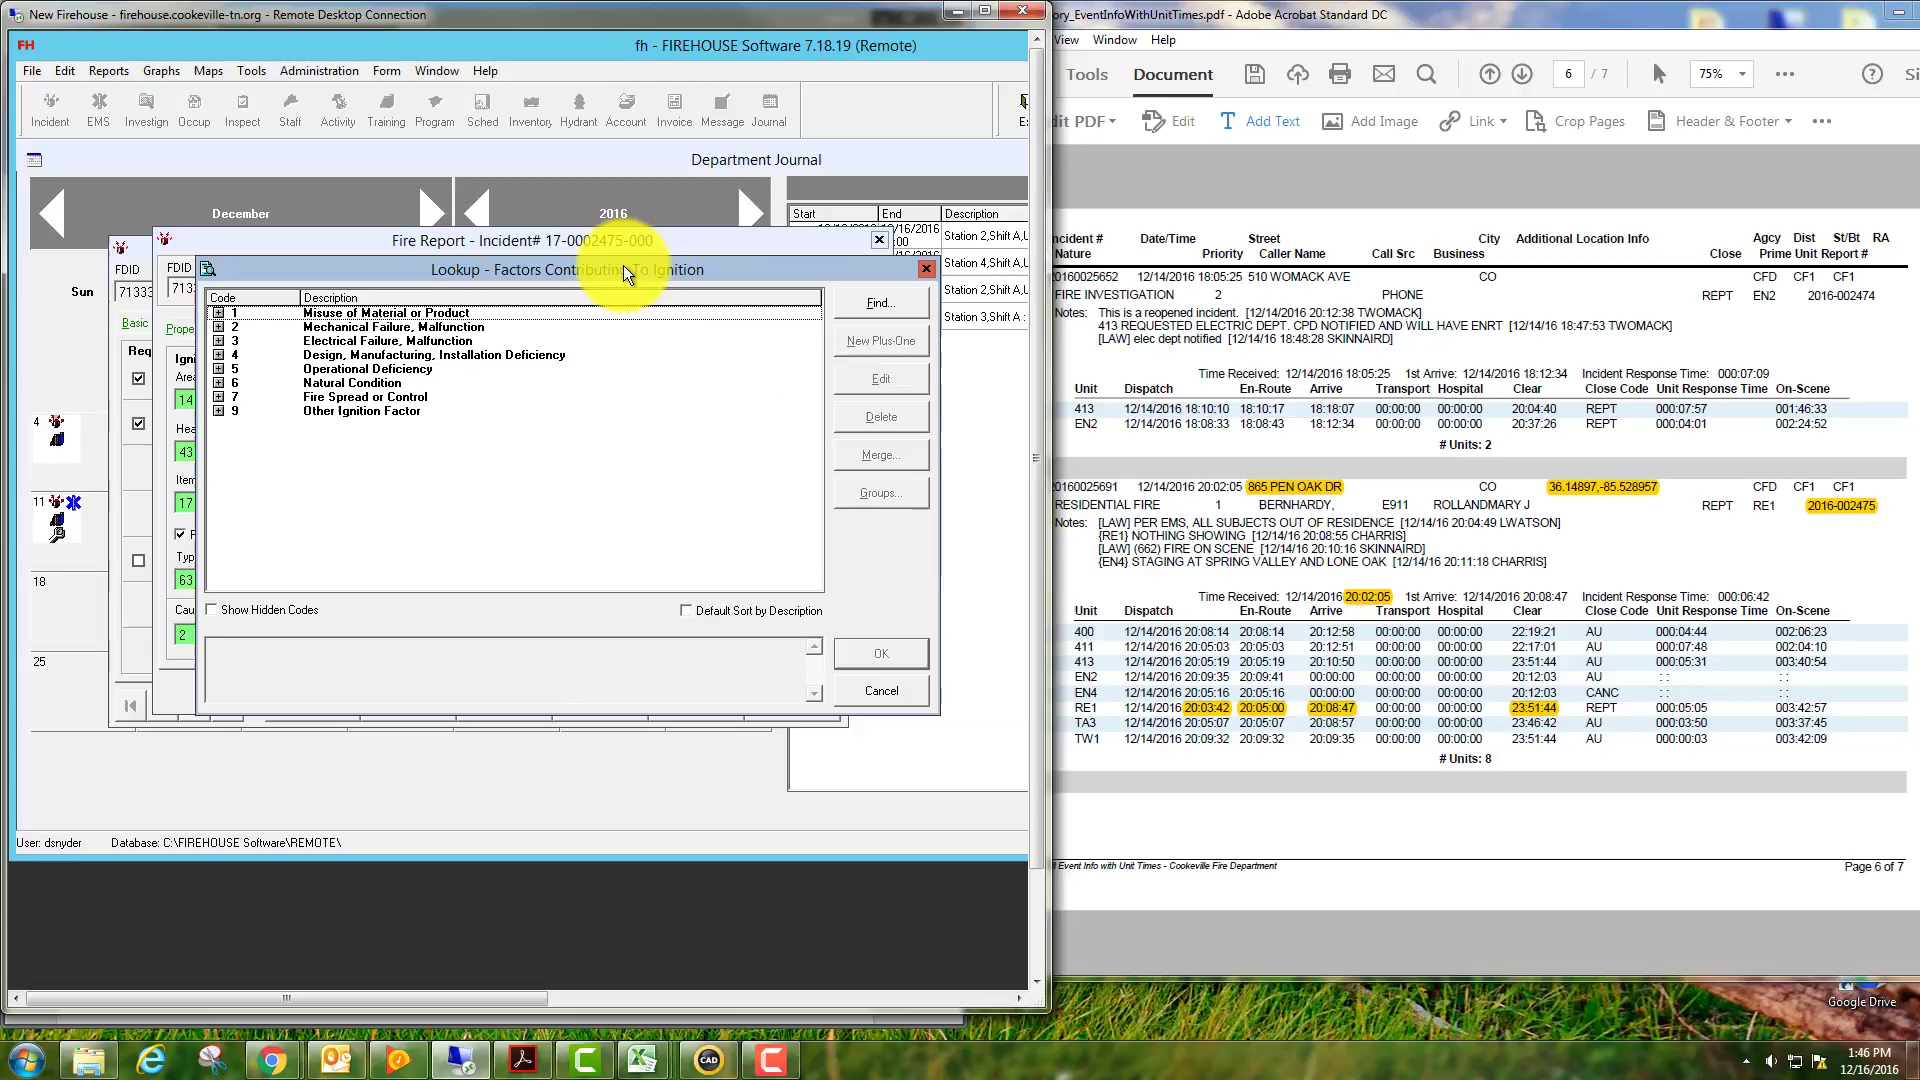 New Firehouse - firehouse.cookeville-tn.org - Remote Desktop Connection
FH
fh - FIREHOUSE Software 7.18.19 (Remote)
File Edit Reports Graphs Maps Tools Administration Form Window Help
Incident EMS Investign Occup Inspect Staff Activity Training Program Sched Inventory Hydrant Account Invoice Message Journal
Department Journal
December 2016
Start End Description
Sun
4
11
18
25
Station 2,Shift A,U
Station 4,Shift A,U
Station 2,Shift A,U
Station 3,Shift A :
Fire Report - Incident# 17-0002475-000
FDID FDID
Basic
Lookup - Factors Contributing To Ignition
Code Description
1 Misuse of Material or Product
2 Mechanical Failure, Malfunction
3 Electrical Failure, Malfunction
4 Design, Manufacturing, Installation Deficiency
5 Operational Deficiency
6 Natural Condition
7 Fire Spread or Control
9 Other Ignition Factor
Find...
New Plus-One
Edit
Delete
Merge...
Groups...
Show Hidden Codes
Default Sort by Description
OK
Cancel
14
43
17
63
2
User: dsnyder Database: C:\FIREHOUSE Software\REMOTE\
ory_EventInfoWithUnitTimes.pdf - Adobe Acrobat Standard DC
View Window Help
Tools Document 6 / 7 75%
dit PDF Edit Add Text Add Image Link Crop Pages Header & Footer
ncident # Date/Time Street City Additional Location Info Agcy Dist St/Bt RA
Nature Priority Caller Name Call Src Business Close Prime Unit Report #
20160025652 12/14/2016 18:05:25 510 WOMACK AVE CO CFD CF1 CF1
FIRE INVESTIGATION 2 PHONE REPT EN2 2016-002474
Notes: This is a reopened incident. [12/14/16 20:12:38 TWOMACK]
413 REQUESTED ELECTRIC DEPT. CPD NOTIFIED AND WILL HAVE ENRT [12/14/16 18:47:53 TWOMACK]
[LAW] elec dept notified [12/14/16 18:48:28 SKINNAIRD]
Time Received: 12/14/2016 18:05:25 1st Arrive: 12/14/2016 18:12:34 Incident Response Time: 000:07:09
Unit Dispatch En-Route Arrive Transport Hospital Clear Close Code Unit Response Time On-Scene
413 12/14/2016 18:10:10 18:10:17 18:18:07 00:00:00 00:00:00 20:04:40 REPT 000:07:57 001:46:33
EN2 12/14/2016 18:08:33 18:08:43 18:12:34 00:00:00 00:00:00 20:37:26 REPT 000:04:01 002:24:52
# Units: 2
20160025691 12/14/2016 20:02:05 865 PEN OAK DR CO 36.14897,-85.528957 CFD CF1 CF1
RESIDENTIAL FIRE 1 BERNHARDY, E911 ROLLANDMARY J REPT RE1 2016-002475
Notes: [LAW] PER EMS, ALL SUBJECTS OUT OF RESIDENCE [12/14/16 20:04:49 LWATSON]
{RE1} NOTHING SHOWING [12/14/16 20:08:55 CHARRIS]
[LAW] (662) FIRE ON SCENE [12/14/16 20:10:16 SKINNAIRD]
{EN4} STAGING AT SPRING VALLEY AND LONE OAK [12/14/16 20:11:18 CHARRIS]
Time Received: 12/14/2016 20:02:05 1st Arrive: 12/14/2016 20:08:47 Incident Response Time: 000:06:42
Unit Dispatch En-Route Arrive Transport Hospital Clear Close Code Unit Response Time On-Scene
400 12/14/2016 20:08:14 20:08:14 20:12:58 00:00:00 00:00:00 22:19:21 AU 000:04:44 002:06:23
411 12/14/2016 20:05:03 20:05:03 20:12:51 00:00:00 00:00:00 22:17:01 AU 000:07:48 002:04:10
413 12/14/2016 20:05:19 20:05:19 20:10:50 00:00:00 00:00:00 23:51:44 AU 000:05:31 003:40:54
EN2 12/14/2016 20:09:35 20:09:41 00:00:00 00:00:00 00:00:00 20:12:03 AU : : : :
EN4 12/14/2016 20:05:16 20:05:16 00:00:00 00:00:00 00:00:00 20:12:03 CANC : : : :
RE1 12/14/2016 20:03:42 20:05:00 20:08:47 00:00:00 00:00:00 23:51:44 REPT 000:05:05 003:42:57
TA3 12/14/2016 20:05:07 20:05:07 20:08:57 00:00:00 00:00:00 23:46:42 AU 000:03:50 003:37:45
TW1 12/14/2016 20:09:32 20:09:32 20:09:35 00:00:00 00:00:00 23:51:44 AU 000:00:03 003:42:09
# Units: 8
l Event Info with Unit Times - Cookeville Fire Department Page 6 of 7
Google Drive
CAD
1:46 PM
12/16/2016